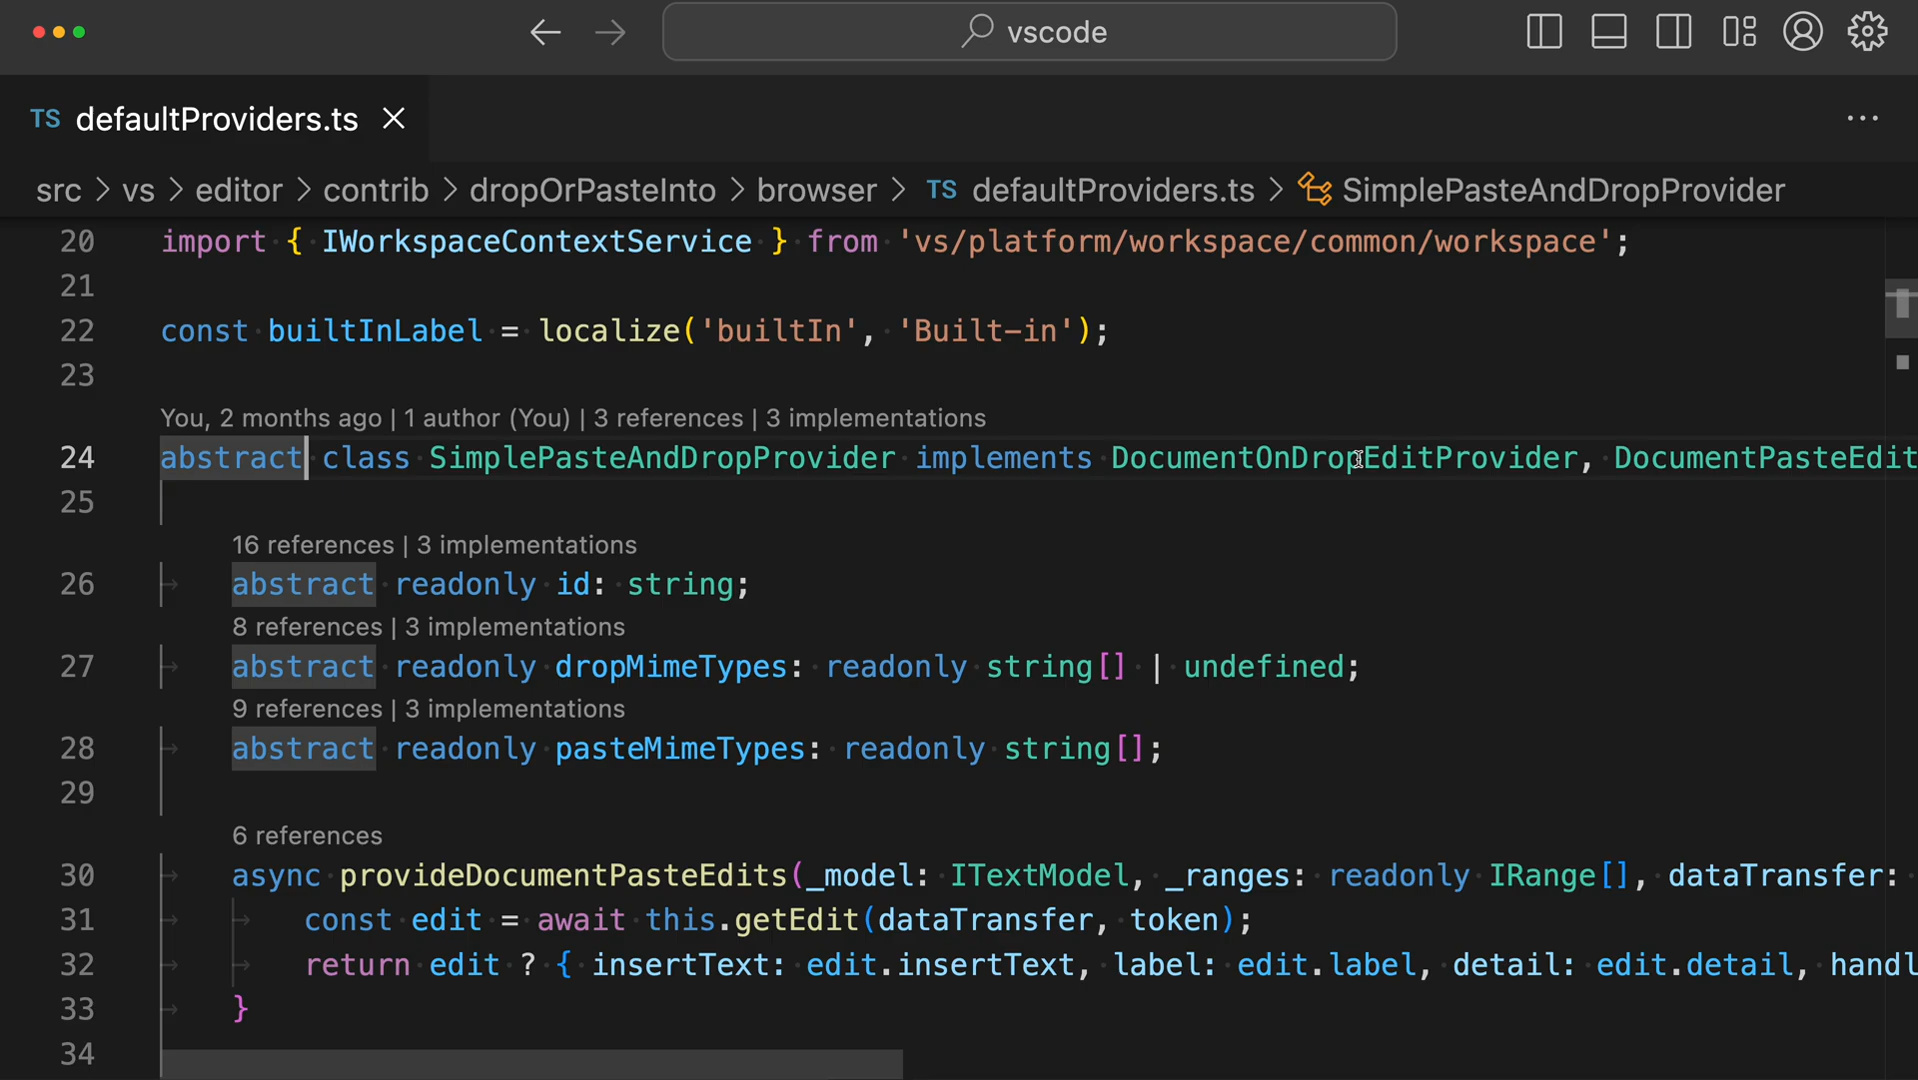 vscode
TS defaultProviders.ts
src > vs > editor > contrib > dropOrPasteInto > browser > TS defaultProviders.ts > SimplePasteAndDropProvider
20 import { IWorkspaceContextService } from 'vs/platform/workspace/common/workspace';
21
22 const builtInLabel = localize('builtIn', 'Built-in');
23
You, 2 months ago | 1 author (You) | 3 references | 3 implementations
24 abstract class SimplePasteAndDropProvider implements DocumentOnDropEditProvider, DocumentPasteEdit
25
16 references | 3 implementations
26 abstract readonly id: string;
8 references | 3 implementations
27 abstract readonly dropMimeTypes: readonly string[] | undefined;
9 references | 3 implementations
28 abstract readonly pasteMimeTypes: readonly string[];
29
6 references
30 async provideDocumentPasteEdits(_model: ITextModel, _ranges: readonly IRange[], dataTransfer:
31 const edit = await this.getEdit(dataTransfer, token);
32 return edit ? { insertText: edit.insertText, label: edit.label, detail: edit.detail, handl
33 }
34